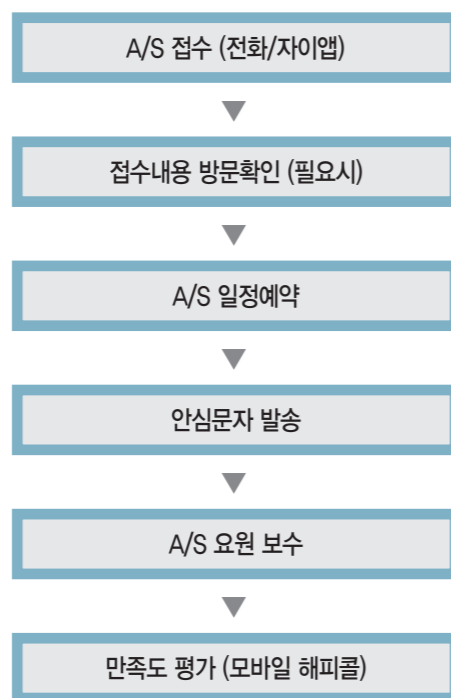 A/S 접수 (전화/자이앱)
접수내용 방문확인 (필요시)
A/S 일정예약
안심문자 발송
A/S 요원 보수
만족도 평가 (모바일 해피콜)